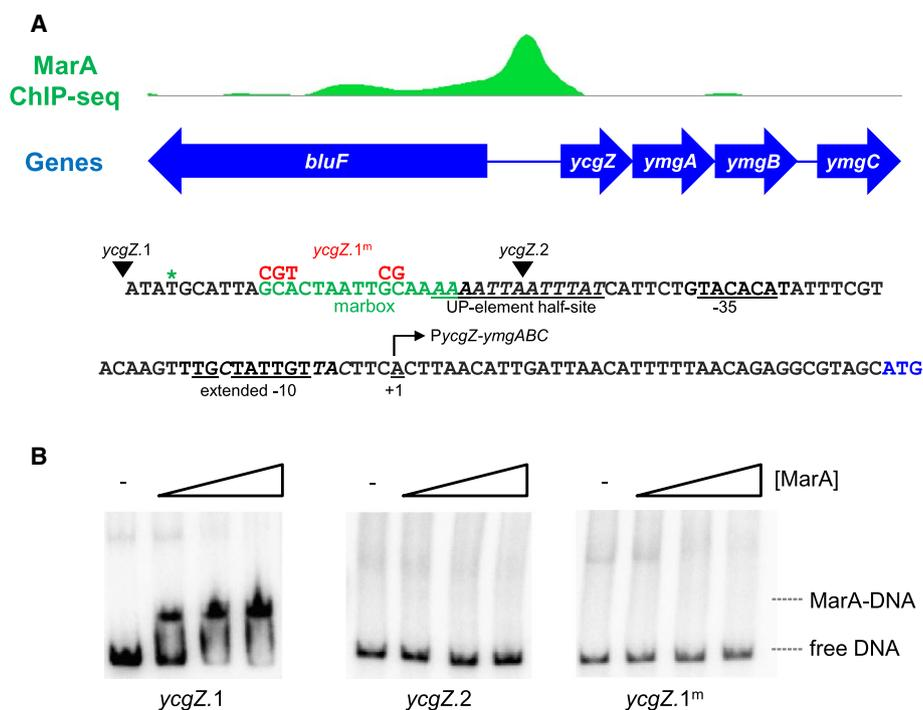 A
MarA
ChIP-seq
Genes
bluF
ycgZ
ymgA
ymgB
ymgC
ycgZ.1
ycgZ.1ᵐ
ycgZ.2
*
CGT
CG
ATATGCATTAGCACTAATTGCAAAAAATTAATTTATCATTCTGTACACATATTTCGT
marbox
UP-element half-site
-35
PycgZ-ymgABC
ACAAGTTTGCTATTGTTACTTCACTTAACATTGATTAACATTTTTAACAGAGGCGTAGCATG
extended -10
+1
B
-
-
-
[MarA]
MarA-DNA
free DNA
ycgZ.1
ycgZ.2
ycgZ.1ᵐ